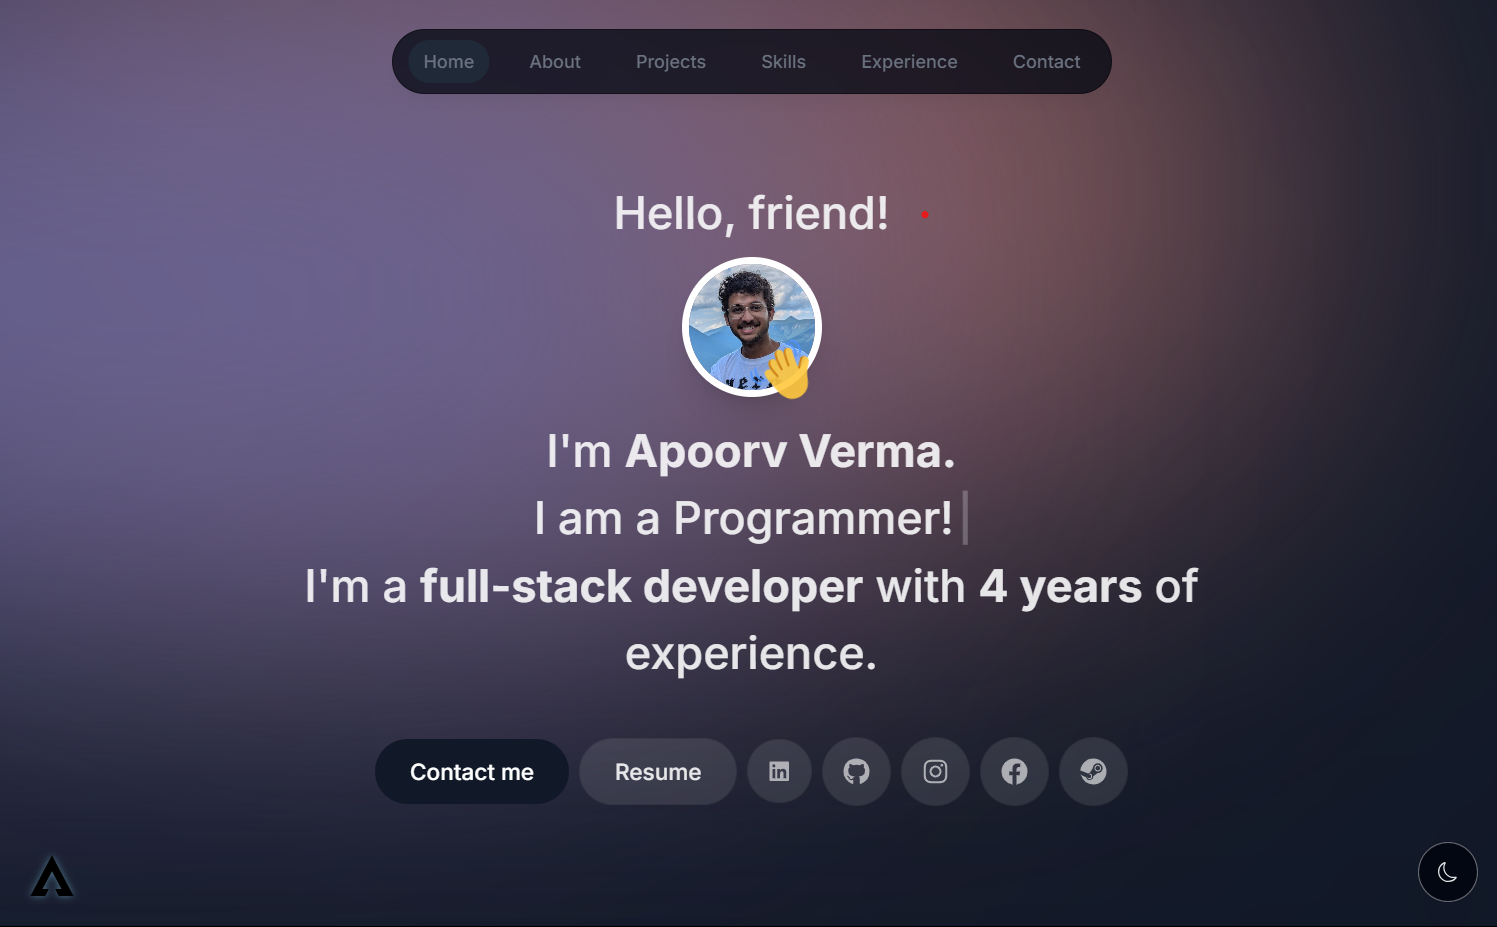 Home About Projects Skills Experience Contact
Hello, friend!
I'm Apoorv Verma.
I am a Programmer!
I'm a full-stack developer with 4 years of
experience.
Contact me Resume